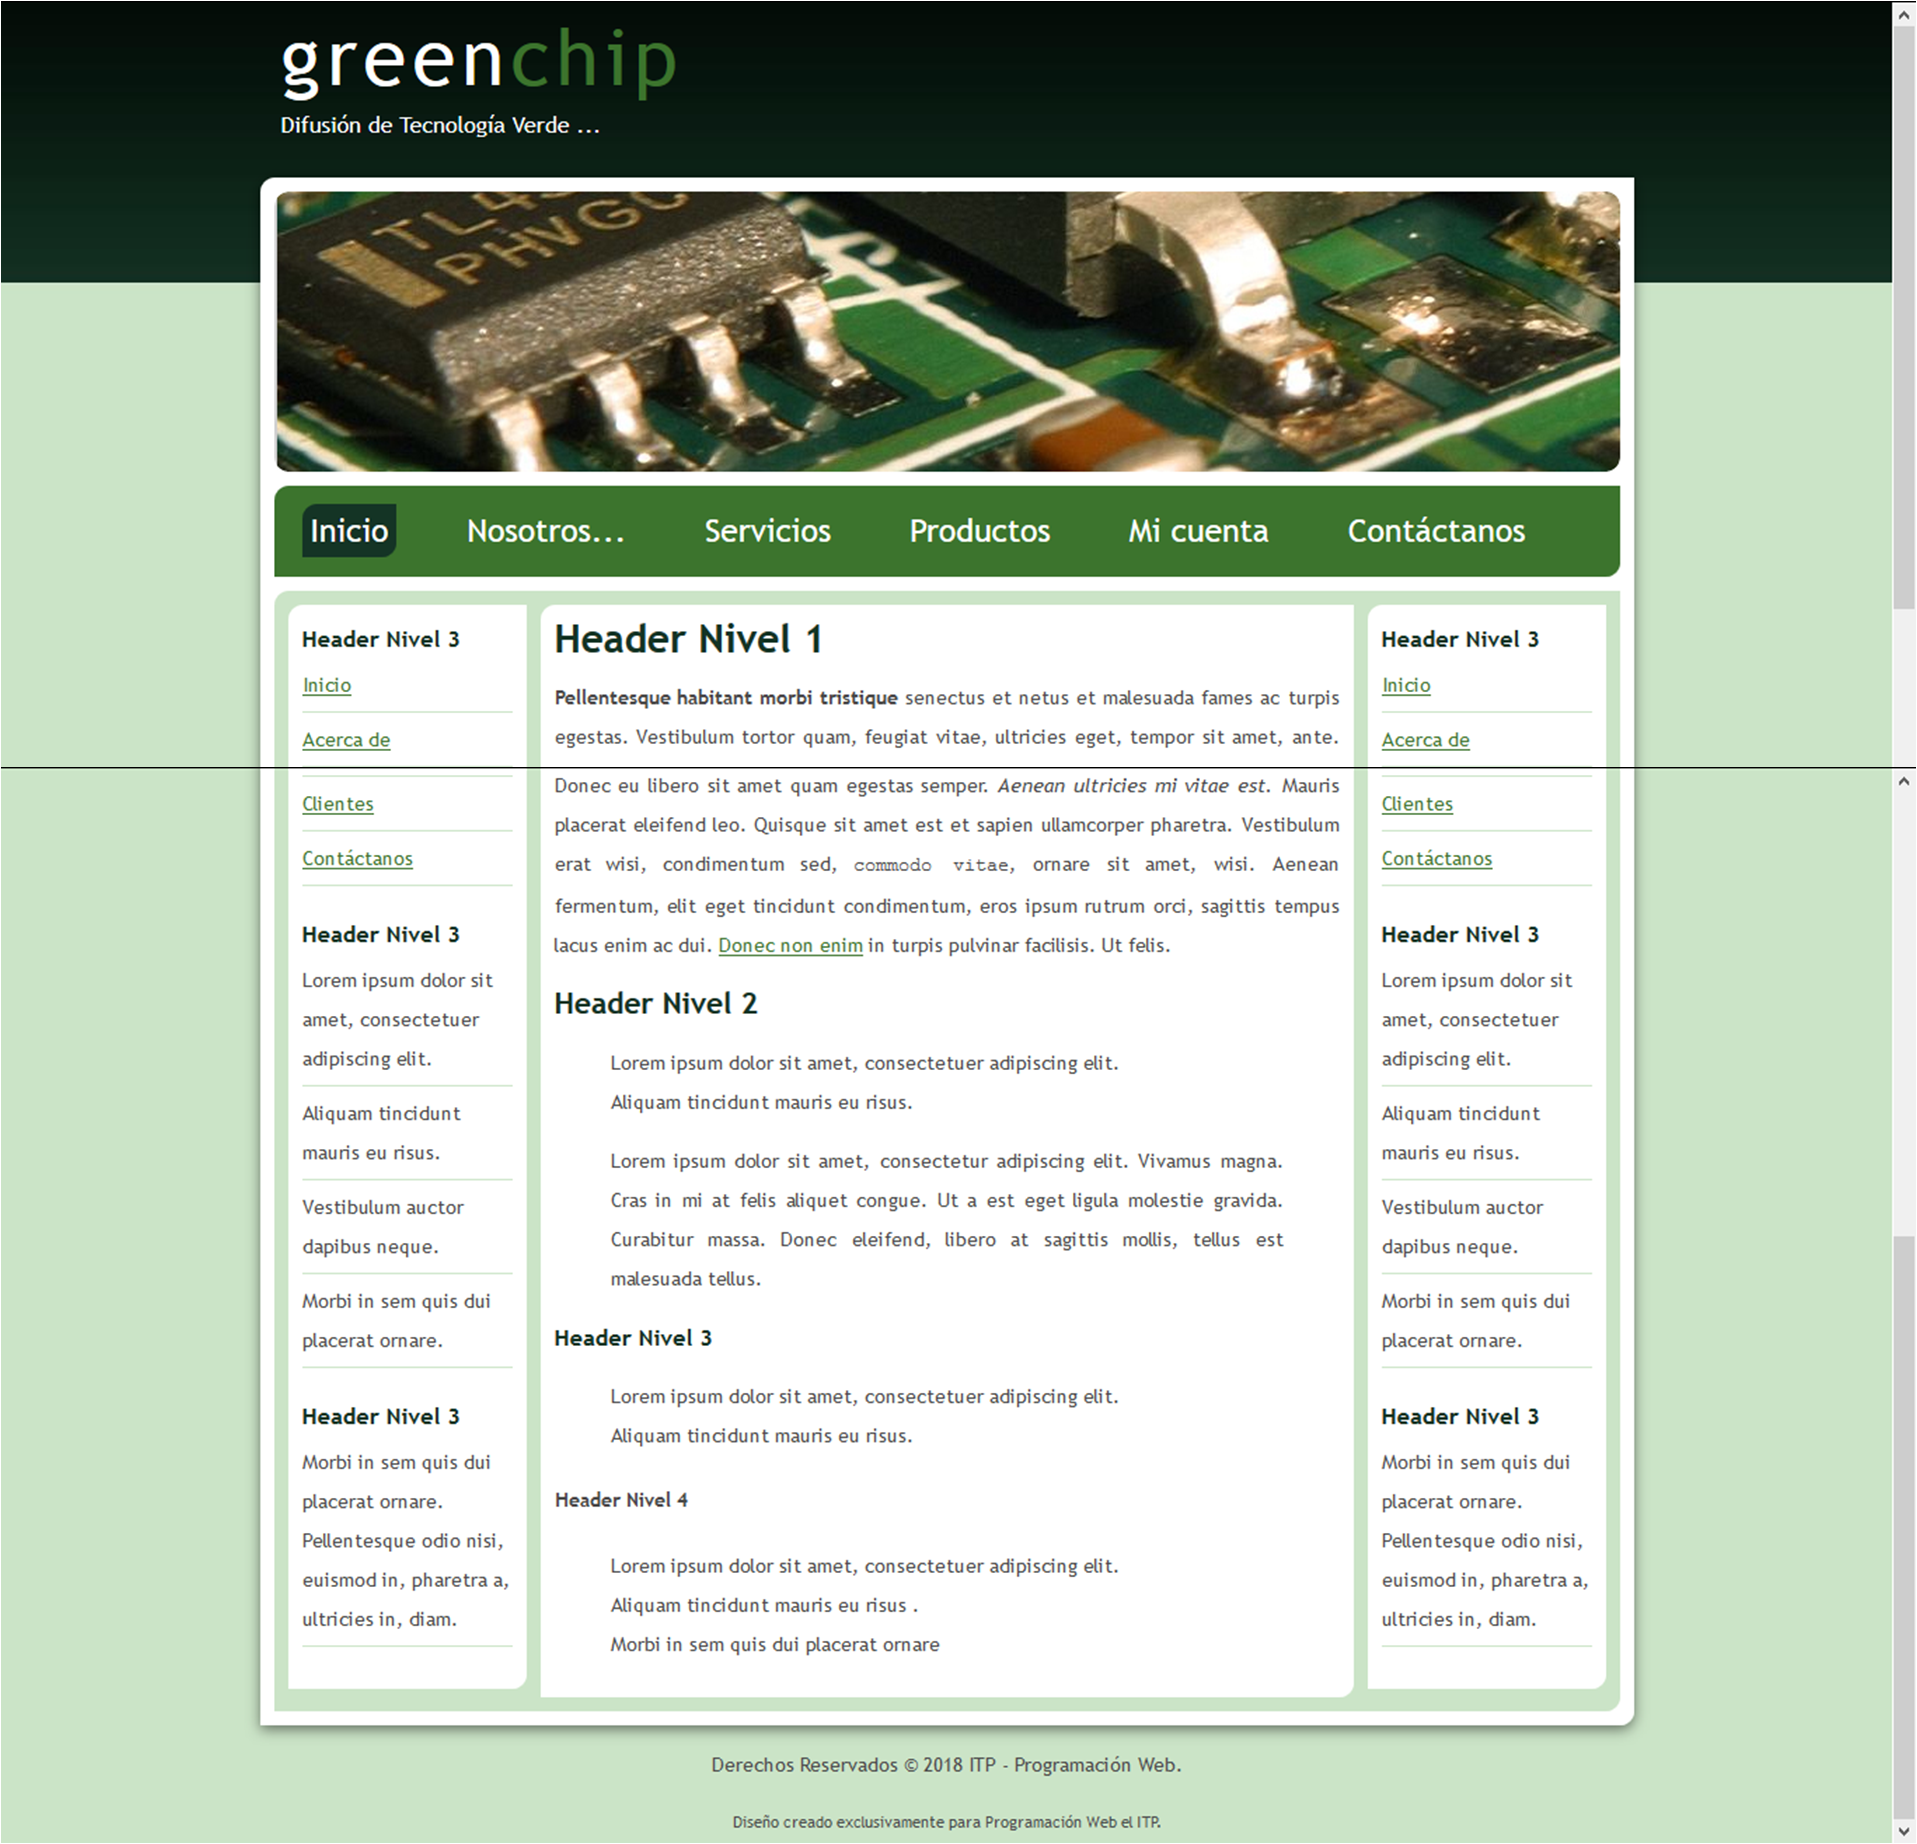 greenchip
Difusión de Tecnología Verde ...
TL43
PHVGC
Inicio
Nosotros...
Servicios
Productos
Mi cuenta
Contáctanos
Header Nivel 3
Inicio
Acerca de
Clientes
Contáctanos
Header Nivel 3
Lorem ipsum dolor sit
amet, consectetuer
adipiscing elit.
Aliquam tincidunt
mauris eu risus.
Vestibulum auctor
dapibus neque.
Morbi in sem quis dui
placerat ornare.
Header Nivel 3
Morbi in sem quis dui
placerat ornare.
Pellentesque odio nisi,
euismod in, pharetra a,
ultricies in, diam.
Header Nivel 1
Pellentesque habitant morbi tristique senectus et netus et malesuada fames ac turpis
egestas. Vestibulum tortor quam, feugiat vitae, ultricies eget, tempor sit amet, ante.
Donec eu libero sit amet quam egestas semper. Aenean ultricies mi vitae est. Mauris
placerat eleifend leo. Quisque sit amet est et sapien ullamcorper pharetra. Vestibulum
erat wisi, condimentum sed, commodo vitae, ornare sit amet, wisi. Aenean
fermentum, elit eget tincidunt condimentum, eros ipsum rutrum orci, sagittis tempus
lacus enim ac dui. Donec non enim in turpis pulvinar facilisis. Ut felis.
Header Nivel 2
Lorem ipsum dolor sit amet, consectetuer adipiscing elit.
Aliquam tincidunt mauris eu risus.
Lorem ipsum dolor sit amet, consectetur adipiscing elit. Vivamus magna.
Cras in mi at felis aliquet congue. Ut a est eget ligula molestie gravida.
Curabitur massa. Donec eleifend, libero at sagittis mollis, tellus est
malesuada tellus.
Header Nivel 3
Lorem ipsum dolor sit amet, consectetuer adipiscing elit.
Aliquam tincidunt mauris eu risus.
Header Nivel 4
Lorem ipsum dolor sit amet, consectetuer adipiscing elit.
Aliquam tincidunt mauris eu risus .
Morbi in sem quis dui placerat ornare
Header Nivel 3
Inicio
Acerca de
Clientes
Contáctanos
Header Nivel 3
Lorem ipsum dolor sit
amet, consectetuer
adipiscing elit.
Aliquam tincidunt
mauris eu risus.
Vestibulum auctor
dapibus neque.
Morbi in sem quis dui
placerat ornare.
Header Nivel 3
Morbi in sem quis dui
placerat ornare.
Pellentesque odio nisi,
euismod in, pharetra a,
ultricies in, diam.
Derechos Reservados © 2018 ITP - Programación Web.
Diseño creado exclusivamente para Programación Web el ITP.